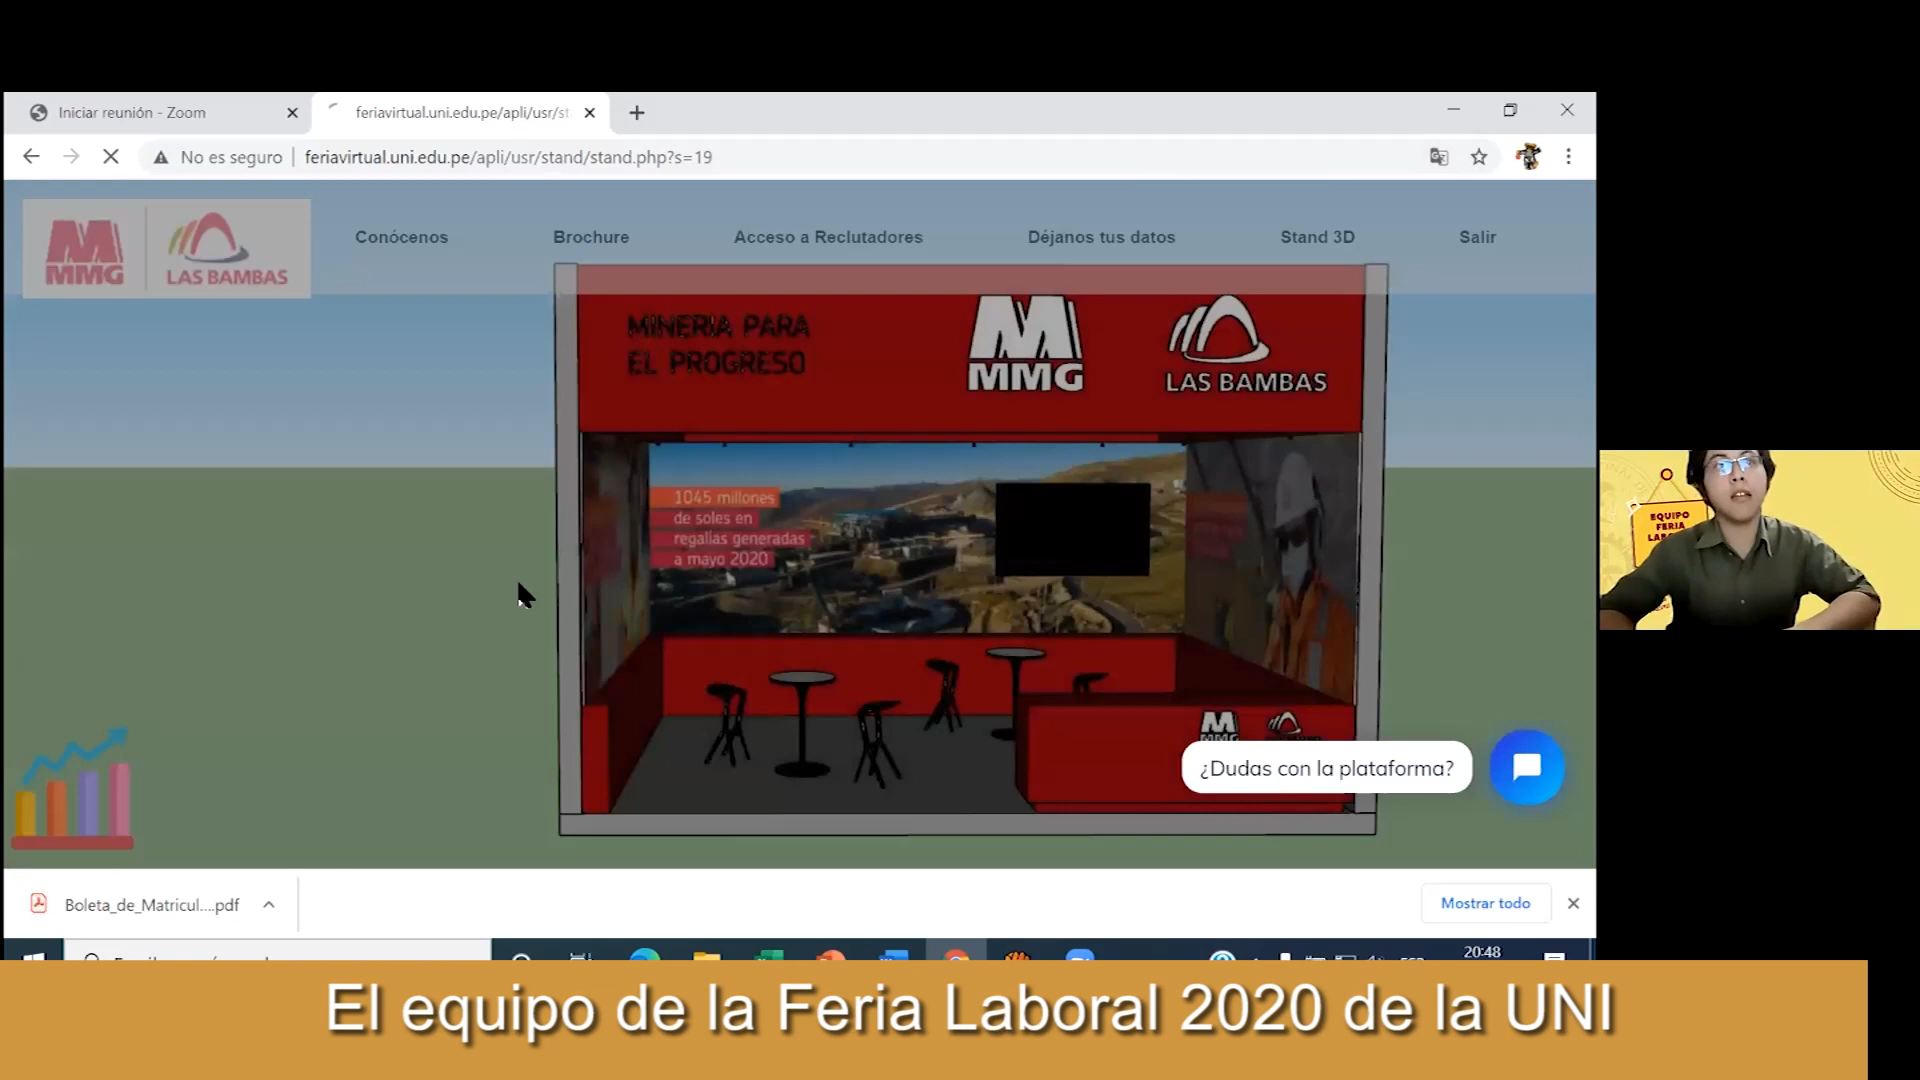 Iniciar reunión - Zoom
feriavirtual.uni.edu.pe/apli/usr/st
No es seguro
feriavirtual.uni.edu.pe/apli/usr/stand/stand.php?s=19
MMG
LAS BAMBAS
Conócenos
Brochure
Acceso a Reclutadores
Déjanos tus datos
Stand 3D
Salir
MINERIA PARA
EL PROGRESO
MMG
LAS BAMBAS
1045 millones
de soles en
regalías generadas
a mayo 2020
EQUIPO
FERIA
MMG
¿Dudas con la plataforma?
Boleta_de_Matricul....pdf
Mostrar todo
20:48
El equipo de la Feria Laboral 2020 de la UNI